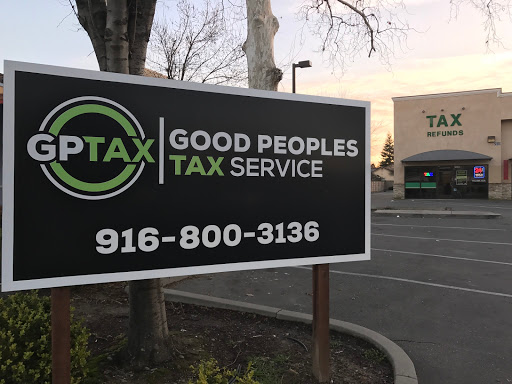 GPTAX
GOOD PEOPLES
TAX SERVICE
916-800-3136
TAX
REFUNDS